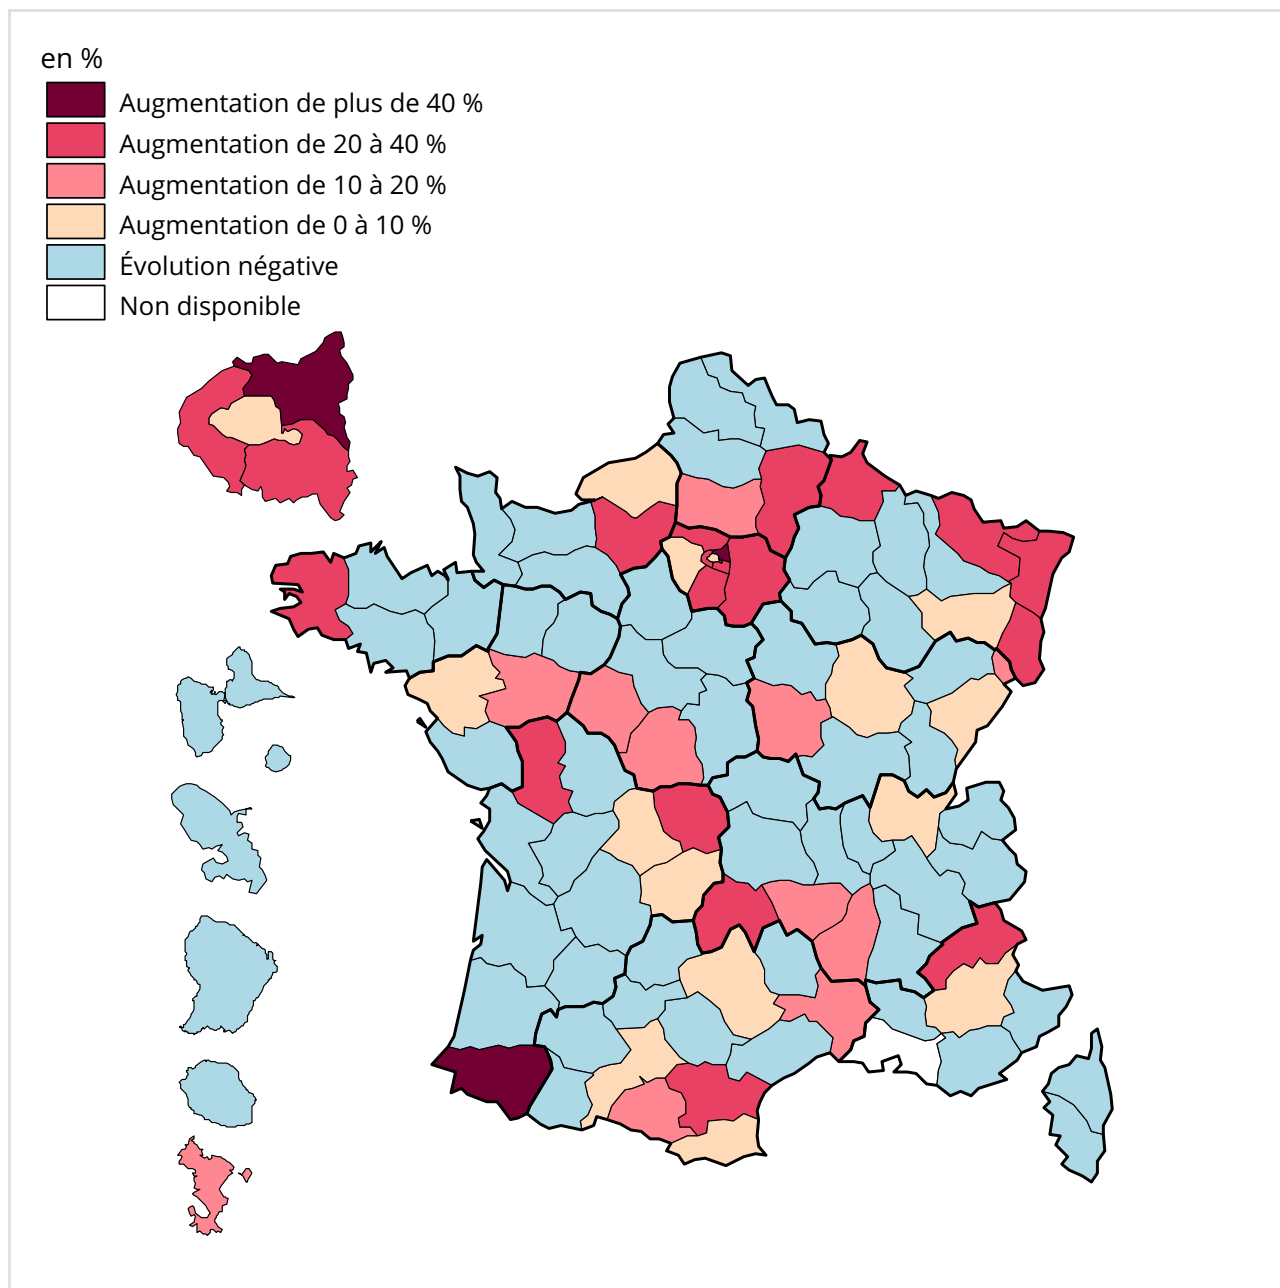 en %
Augmentation de plus de 40 %
Augmentation de 20 à 40 %
Augmentation de 10 à 20 %
Augmentation de 0 à 10 %
Évolution négative
Non disponible